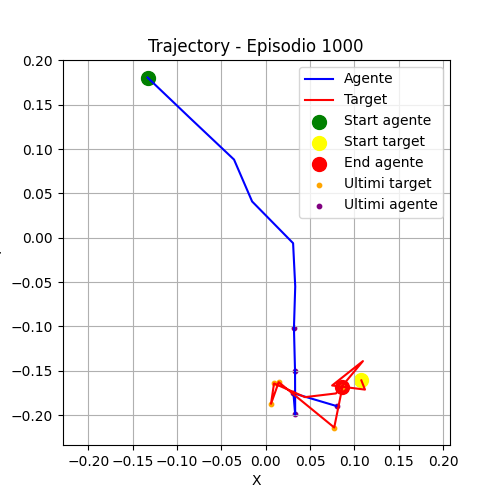 Trajectory - Episodio 1000
0.20
0.15
0.10
0.05
0.00
−0.05
−0.10
−0.15
−0.20
Agente
Target
Start agente
Start target
End agente
Ultimi target
Ultimi agente
−0.20 −0.15 −0.10 −0.05 0.00 0.05 0.10 0.15 0.20
X